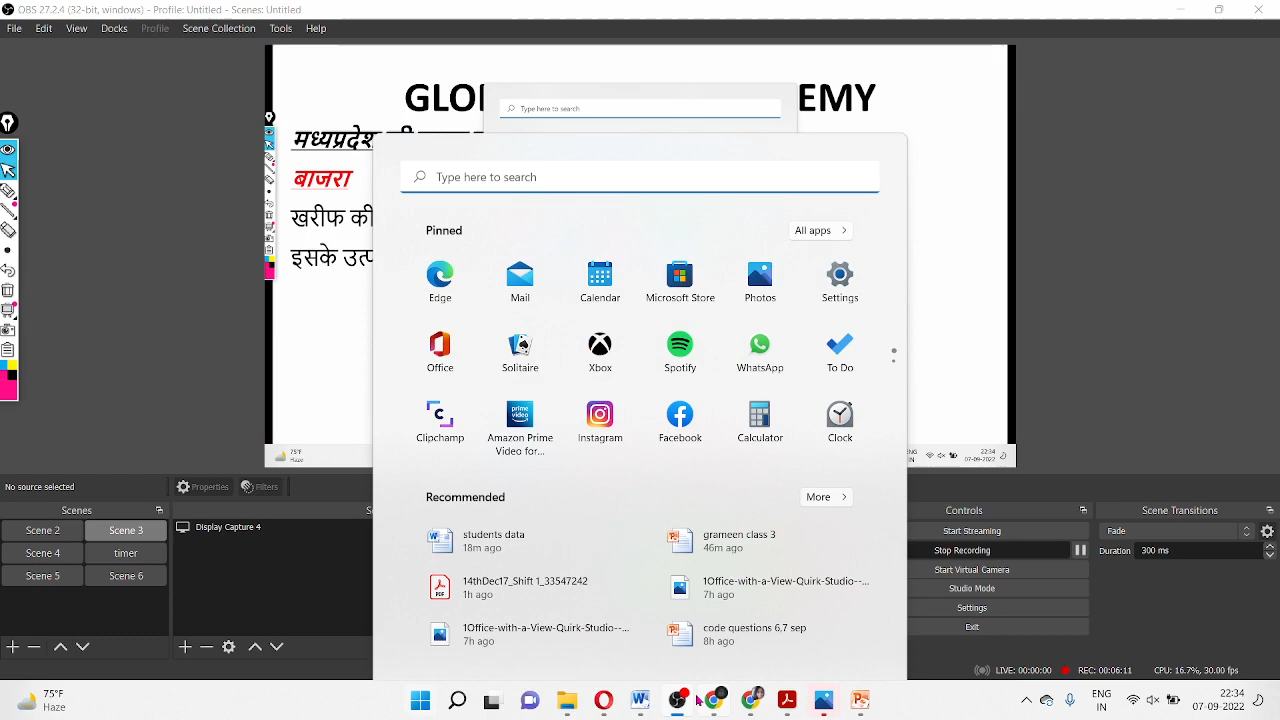 OBS 27.2.4 (32-bit, windows) - Profile: Untitled - Scenes: Untitled
File Edit View Docks Profile Scene Collection Tools Help
EMY
Type here to search
मध्यप्रदेश
बाजरा
खरीफ की
Type here to search
Pinned
All apps
Edge Mail Calendar Microsoft Store Photos Settings
Office Solitaire Xbox Spotify WhatsApp To Do
Clipchamp Amazon Prime Instagram Facebook Calculator Clock
Video for...
Recommended
More
students data
18m ago
grameen class 3
46m ago
14thDec17_Shift 1_33547242
1h ago
1Office-with-a-View-Quirk-Studio--...
7h ago
1Office-with-a-View-Quirk-Studio--...
7h ago
code questions 6,7 sep
8h ago
इसके
75°F
Haze
22:34
07-09-2022
No source selected
Properties Filters
Scenes
Scene 2 Scene 3
Scene 4 timer
Scene 5 Scene 6
Display Capture 4
Controls
Start Streaming
Stop Recording
Start Virtual Camera
Studio Mode
Settings
Exit
Scene Transitions
Fade
Duration 300 ms
LIVE: 00:00:00 REC: 00:06:11 CPU: 16.7%, 30.00 fps
75°F
Haze
ENG
IN
22:34
07-09-2022